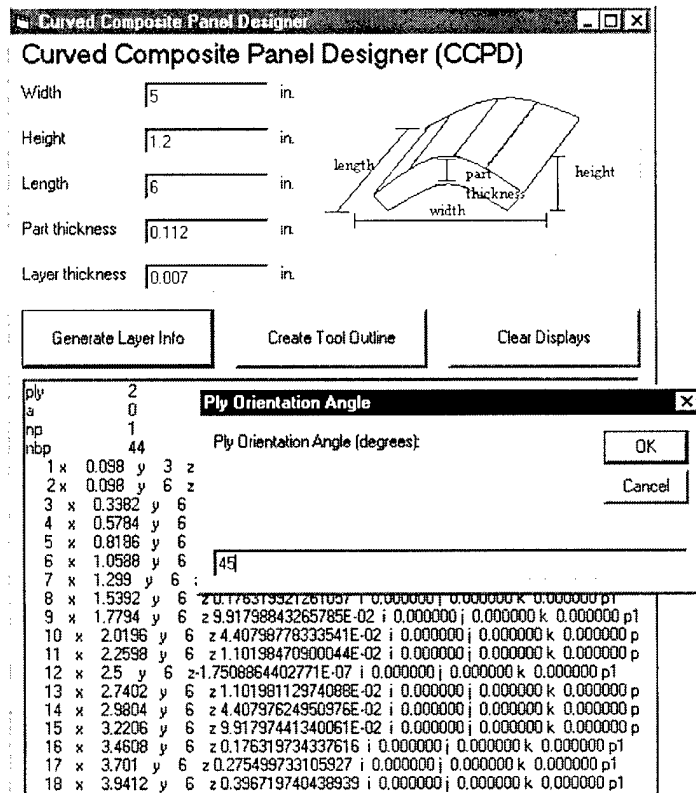 Curved Composite Panel Designer
Curved Composite Panel Designer (CCPD)
Width 5 in.
Height 1.2 in.
Length 6 in.
Part thickness 0.112 in.
Layer thickness 0.007 in.
length
part thickness
height
width
Generate Layer Info Create Tool Outline Clear Displays
ply 2
a 0
np 1
nbp 44
1 x 0.098 y 3 z
2 x 0.098 y 6 z
3 x 0.3382 y 6
4 x 0.5784 y 6
5 x 0.8186 y 6
6 x 1.0588 y 6
7 x 1.299 y 6 z
Ply Orientation Angle
Ply Orientation Angle (degrees):
OK
Cancel
45
8 x 1.5392 y 6 z 0.176319921261057 i 0.000000 j 0.000000 k 0.000000 p1
9 x 1.7794 y 6 z 9.91798843265785E-02 i 0.000000 j 0.000000 k 0.000000 p1
10 x 2.0196 y 6 z 4.40798778333541E-02 i 0.000000 j 0.000000 k 0.000000 p
11 x 2.2598 y 6 z 1.10198470900044E-02 i 0.000000 j 0.000000 k 0.000000 p
12 x 2.5 y 6 z-1.7508864402771E-07 i 0.000000 j 0.000000 k 0.000000 p1
13 x 2.7402 y 6 z 1.10198112974088E-02 i 0.000000 j 0.000000 k 0.000000 p
14 x 2.9804 y 6 z 4.40797624950976E-02 i 0.000000 j 0.000000 k 0.000000 p
15 x 3.2206 y 6 z 9.91797441340061E-02 i 0.000000 j 0.000000 k 0.000000 p
16 x 3.4608 y 6 z 0.176319734337616 i 0.000000 j 0.000000 k 0.000000 p1
17 x 3.701 y 6 z 0.275499733105927 i 0.000000 j 0.000000 k 0.000000 p1
18 x 3.9412 y 6 z 0.396719740438939 i 0.000000 j 0.000000 k 0.000000 p1